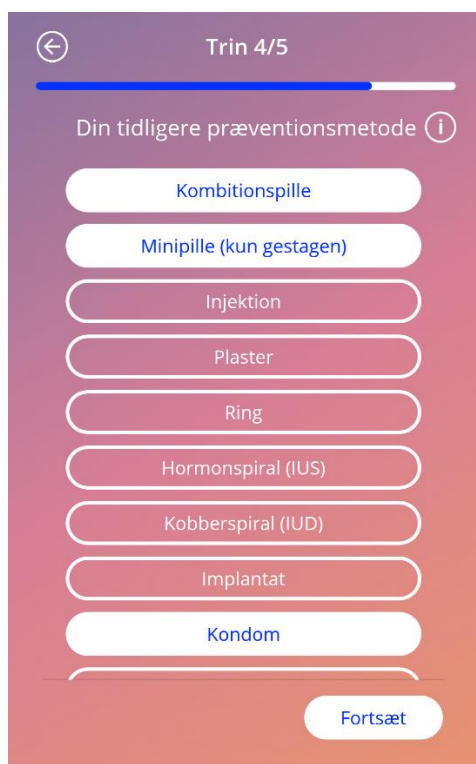 Trin 4/5
Din tidligere præventionsmetode i
Kombitionspille
Minipille (kun gestagen)
Injektion
Plaster
Ring
Hormonspiral (IUS)
Kobberspiral (IUD)
Implantat
Kondom
Fortsæt